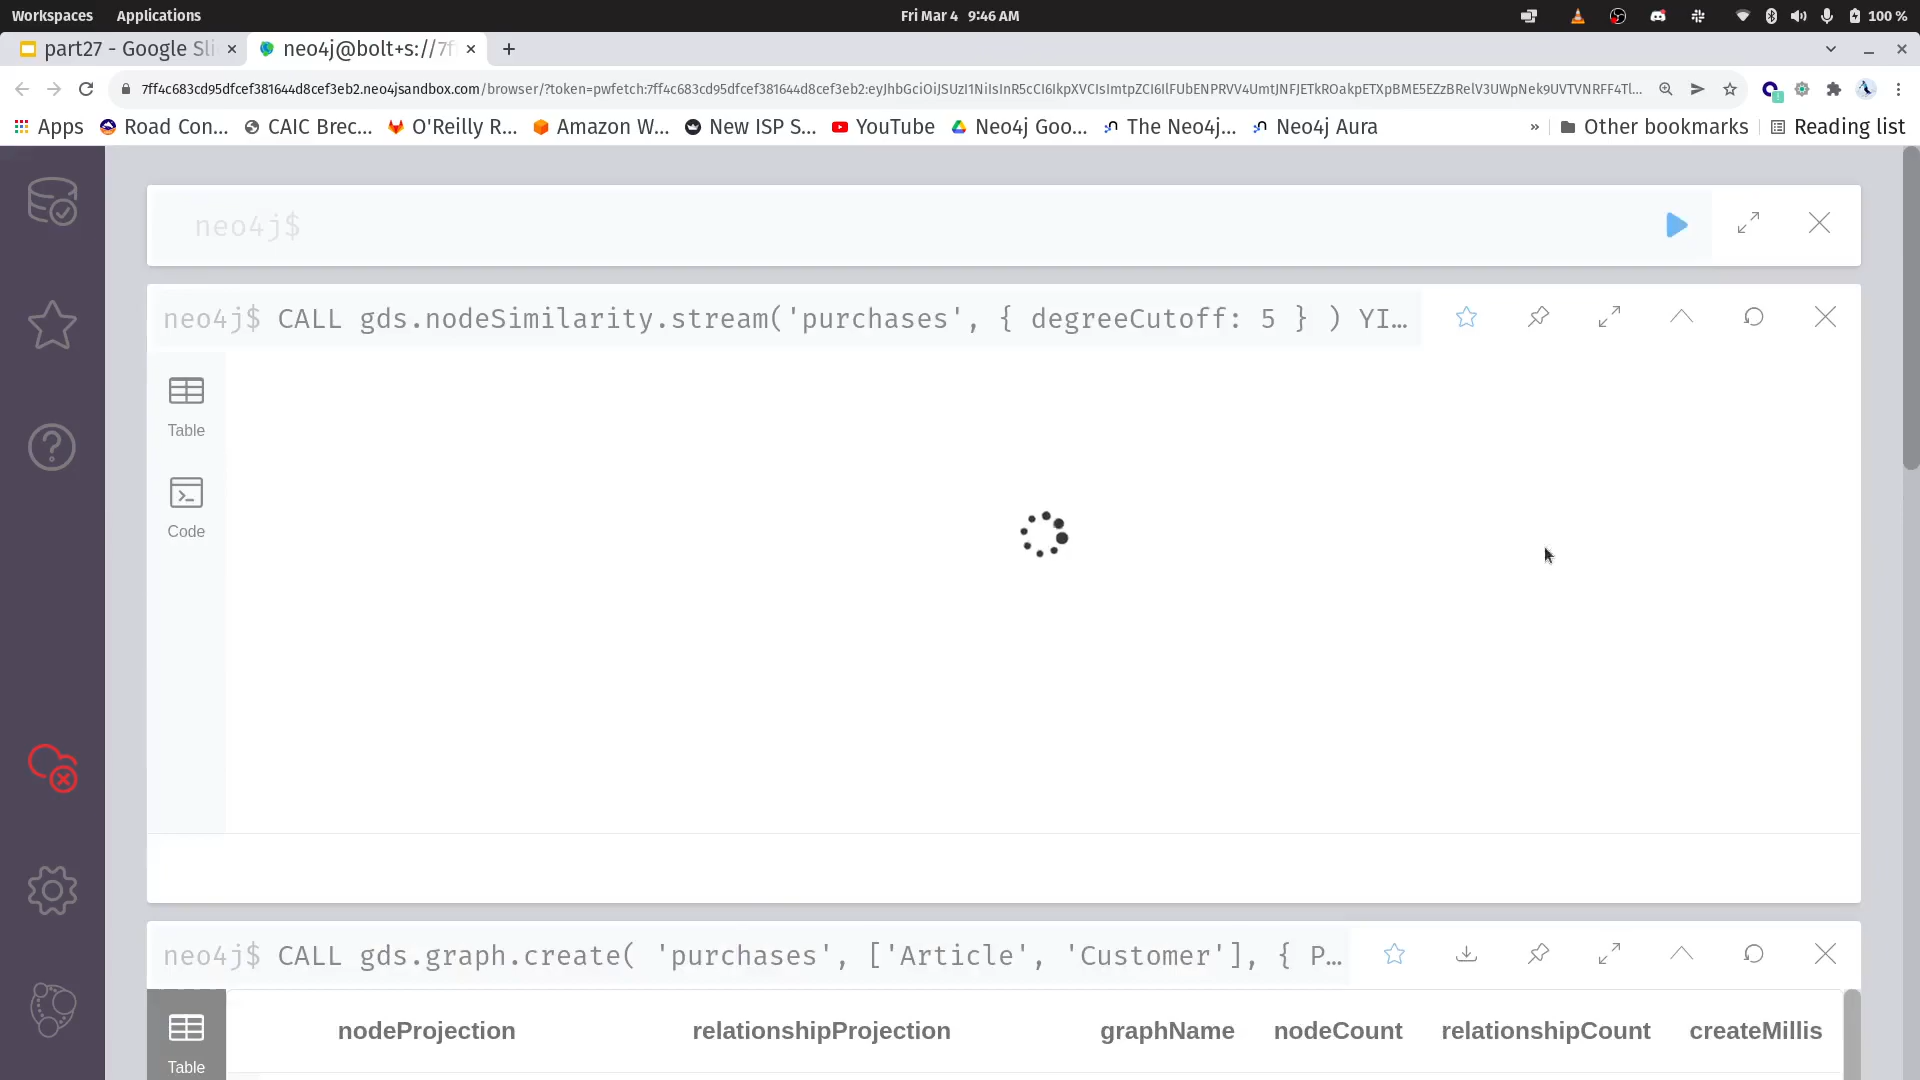 Workspaces Applications Fri Mar 4 9:46 AM 100 %
part27 - Google Sli neo4j@bolt+s://7f
7ff4c683cd95dfcef381644d8cef3eb2.neo4jsandbox.com/browser/?token=pwfetch:7ff4c683cd95dfcef381644d8cef3eb2:
Apps Road Con... CAIC Brec... O'Reilly R... Amazon W... New ISP S... YouTube Neo4j Goo... The Neo4j... Neo4j Aura » Other bookmarks Reading list
neo4j$
neo4j$ CALL gds.nodeSimilarity.stream('purchases', { degreeCutoff: 5 } ) YI…
Table
Code
neo4j$ CALL gds.graph.create( 'purchases', ['Article', 'Customer'], { P…
nodeProjection relationshipProjection graphName nodeCount relationshipCount createMillis
Table